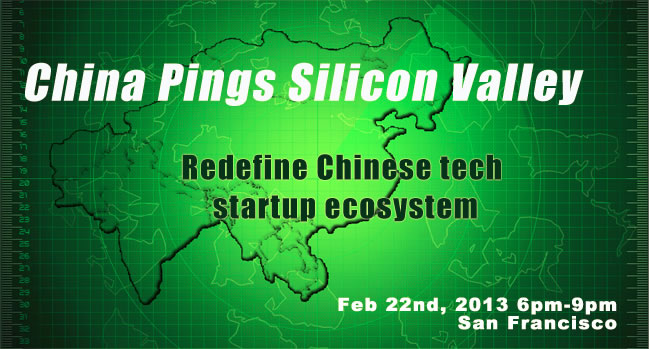 China Pings Silicon Valley
Redefine Chinese tech
startup ecosystem
Feb 22nd, 2013 6pm-9pm
San Francisco